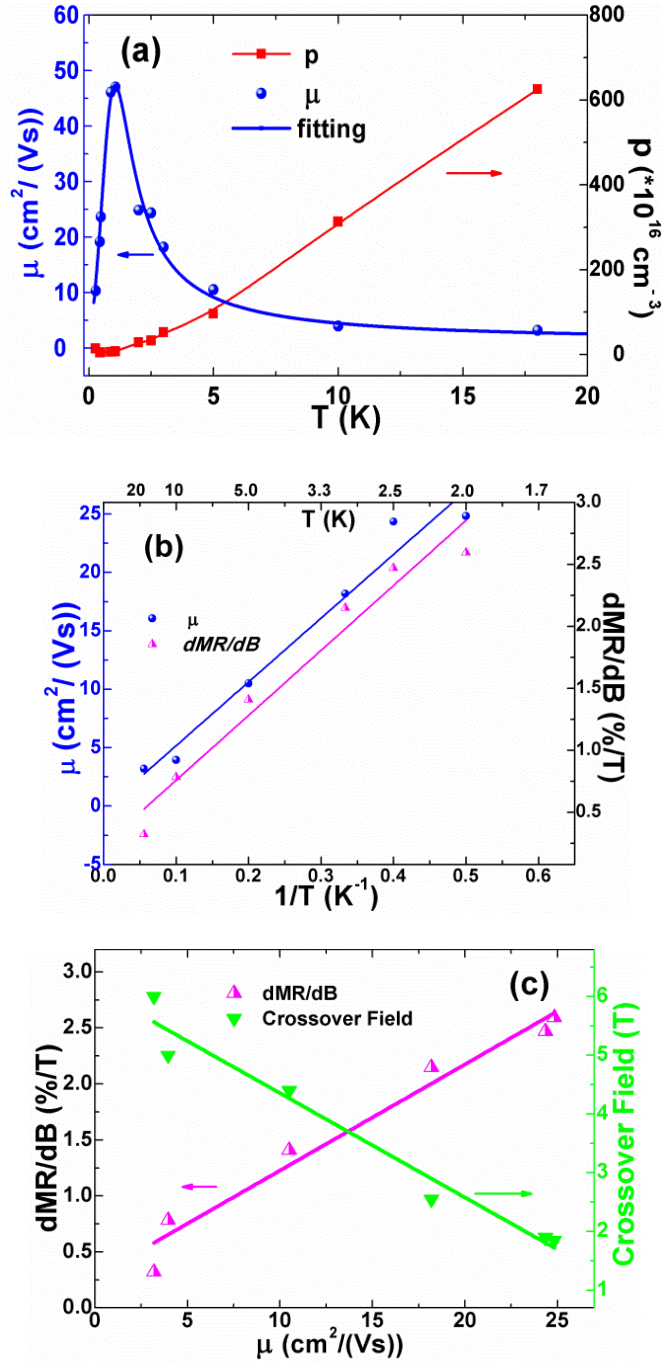 (a)
p
μ
fitting
μ (cm²/ (Vs))
60
50
40
30
20
10
0
800
600
400
200
0
p (*10¹⁶ cm⁻³)
0 5 10 15 20
T (K)
20 10 5.0 3.3 2.5 2.0 1.7
T (K)
(b)
μ
dMR/dB
μ (cm²/ (Vs))
25
20
15
10
5
0
-5
3.0
2.5
2.0
1.5
1.0
0.5
dMR/dB (%/T)
0.0 0.1 0.2 0.3 0.4 0.5 0.6
1/T (K⁻¹)
(c)
dMR/dB
Crossover Field
dMR/dB (%/T)
3.0
2.5
2.0
1.5
1.0
0.5
0.0
6
5
4
3
2
1
Crossover Field (T)
0 5 10 15 20 25
μ (cm²/(Vs))